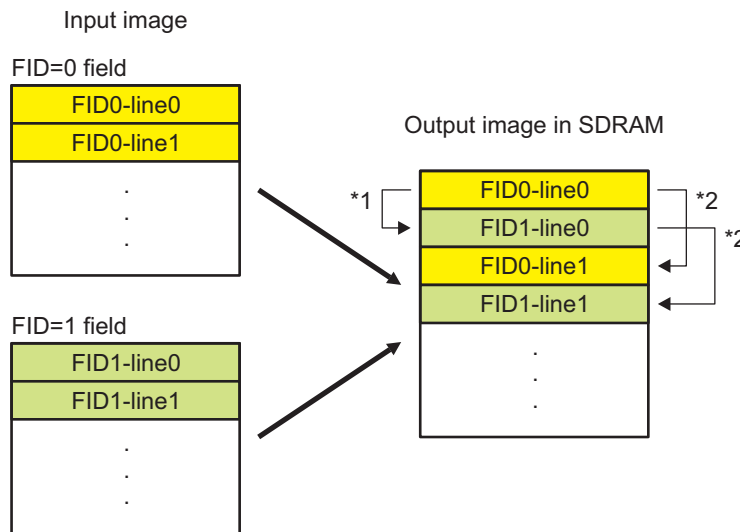 Input image
FID=0 field
FID0-line0
FID0-line1
.
.
.
FID=1 field
FID1-line0
FID1-line1
.
.
.
Output image in SDRAM
*1
FID0-line0
*2
FID1-line0
*2
FID0-line1
FID1-line1
.
.
.